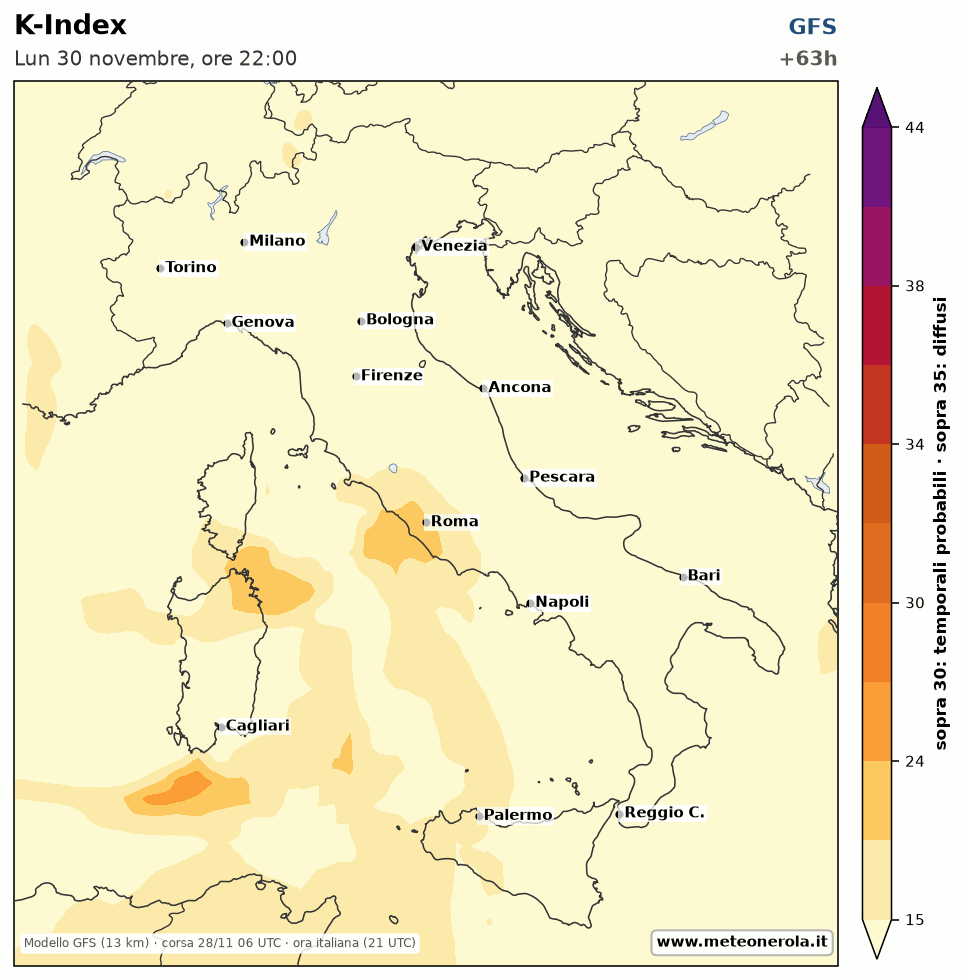 K-Index
GFS
Lun 30 novembre, ore 22:00
+63h
Milano
Venezia
Torino
Genova
Bologna
Firenze
Ancona
Pescara
Roma
Bari
Napoli
Cagliari
Palermo
Reggio C.
44
38
34
30
24
15
sopra 30: temporali probabili · sopra 35: diffusi
Modello GFS (13 km) · corsa 28/11 06 UTC · ora italiana (21 UTC)
www.meteonerola.it